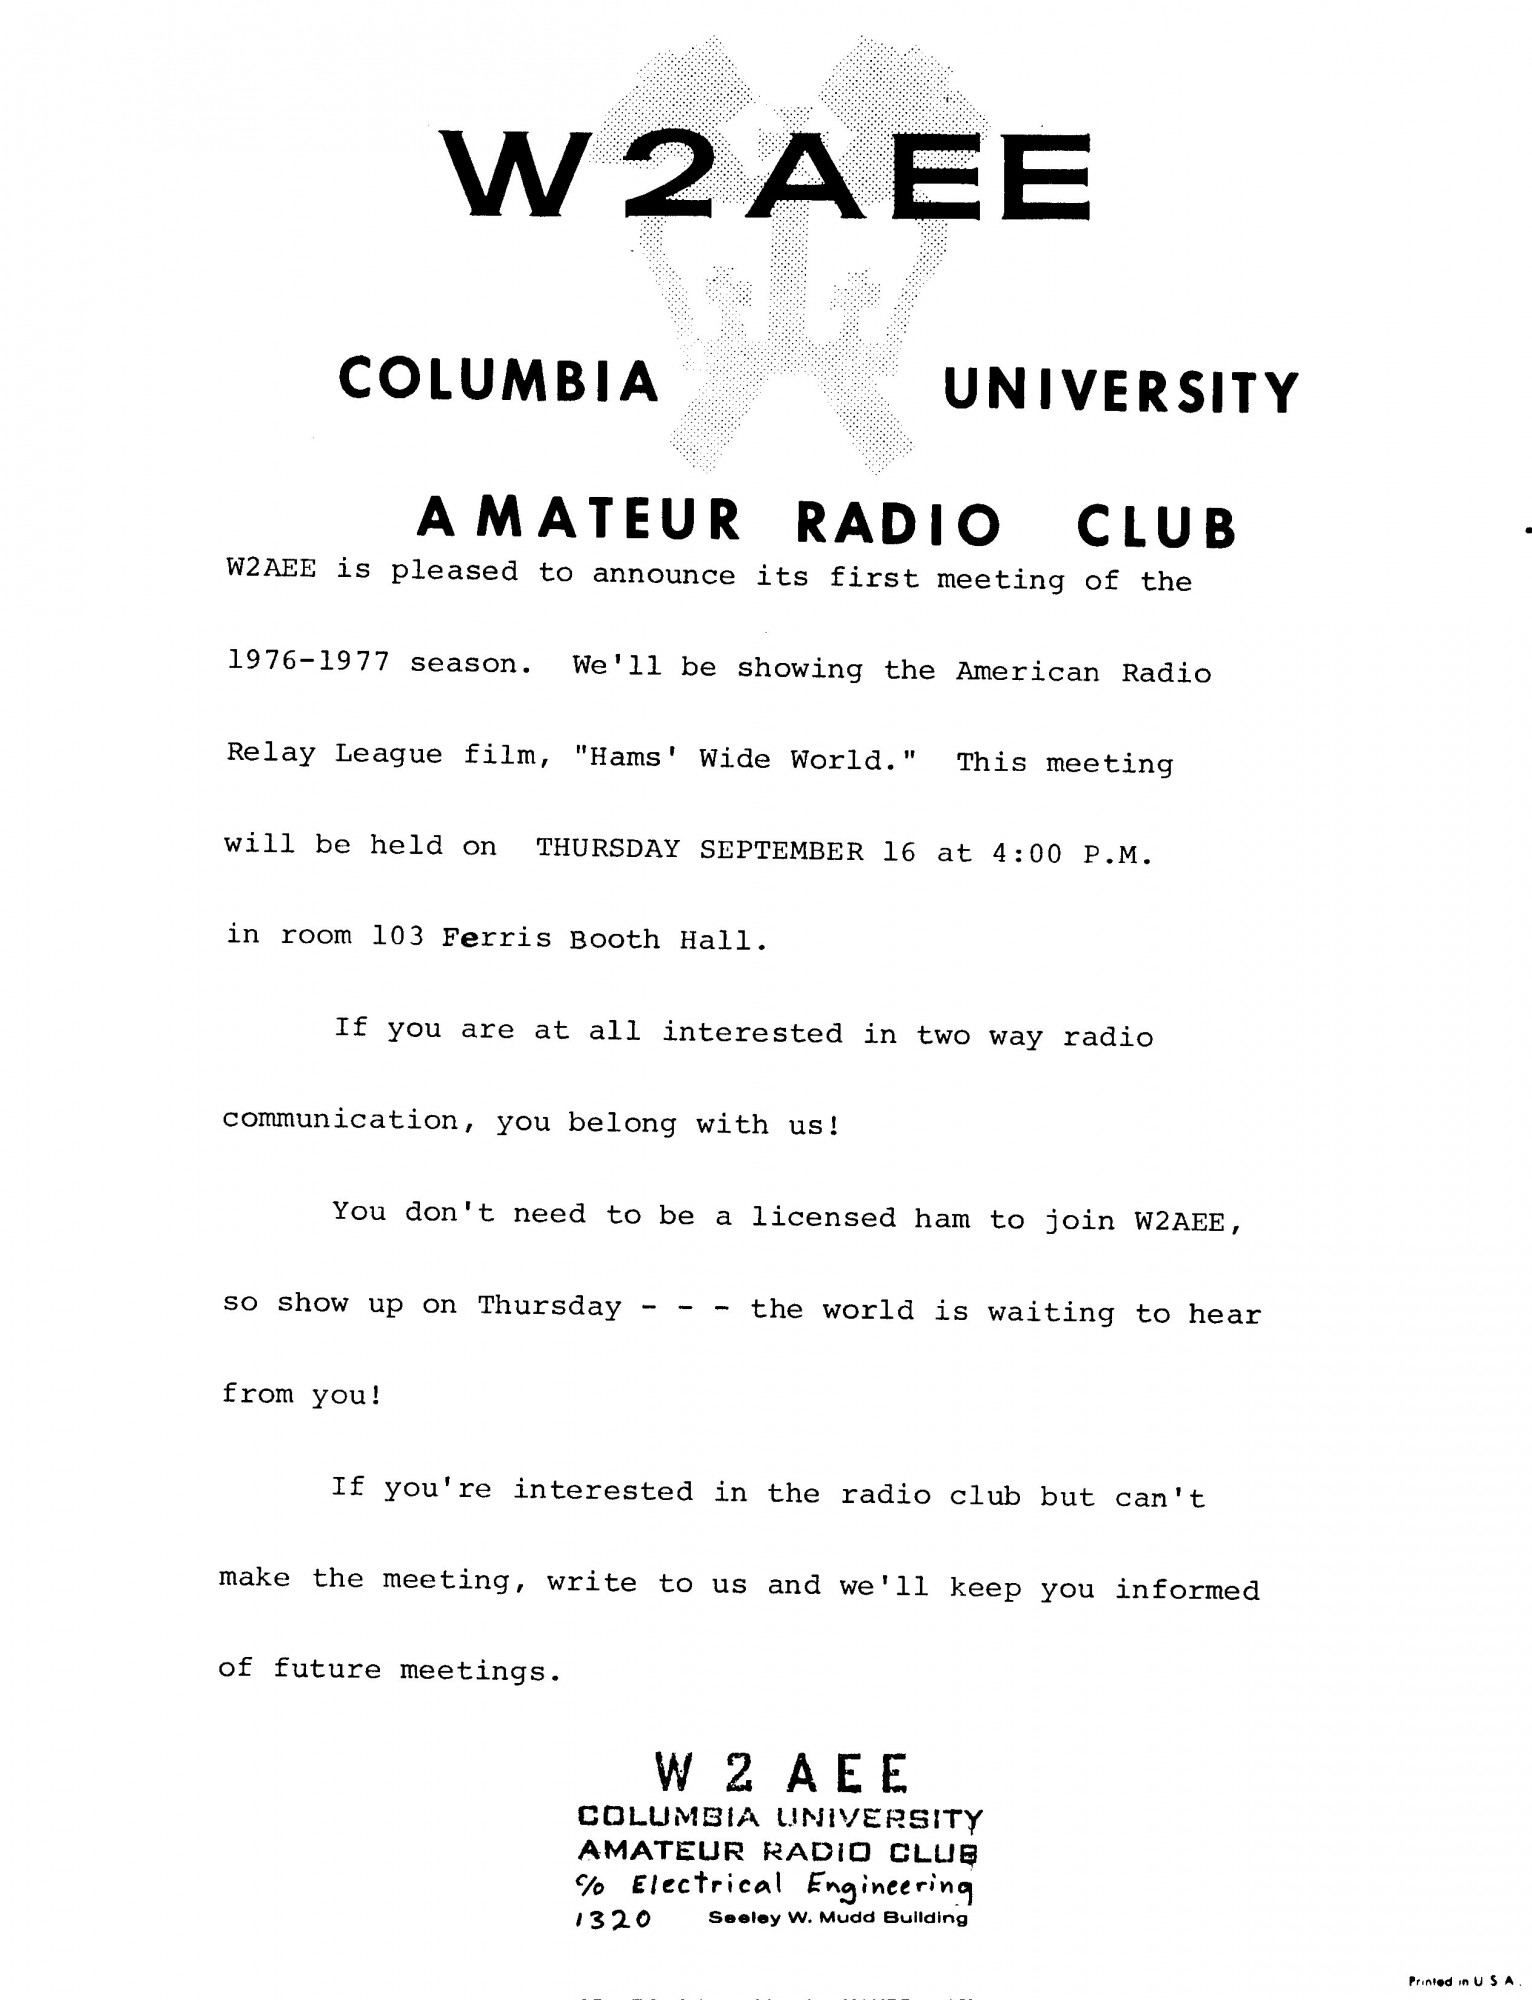 W2AEE
COLUMBIA UNIVERSITY
AMATEUR RADIO CLUB
W2AEE is pleased to announce its first meeting of the
1976-1977 season.  We'll be showing the American Radio
Relay League film, "Hams' Wide World."  This meeting
will be held on  THURSDAY SEPTEMBER 16 at 4:00 P.M.
in room 103 Ferris Booth Hall.
If you are at all interested in two way radio
communication, you belong with us!
You don't need to be a licensed ham to join W2AEE,
so show up on Thursday - - - the world is waiting to hear
from you!
If you're interested in the radio club but can't
make the meeting, write to us and we'll keep you informed
of future meetings.
W 2 AEE
COLUMBIA UNIVERSITY
AMATEUR RADIO CLUB
c/o Electrical Engineering
1320 Seeley W. Mudd Building
Printed in U S A.